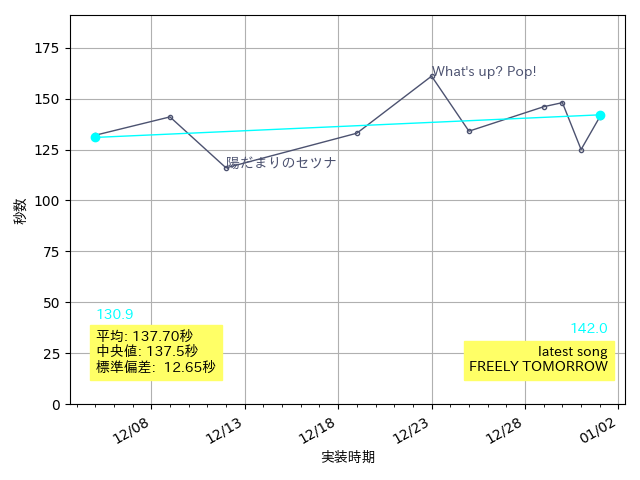 175
150
125
100
75
50
25
0
秒数
What's up? Pop!
陽だまりのセツナ
130.9
平均: 137.70秒
中央値: 137.5秒
標準偏差: 12.65秒
142.0
latest song
FREELY TOMORROW
12/08
12/13
12/18
12/23
12/28
01/02
実装時期